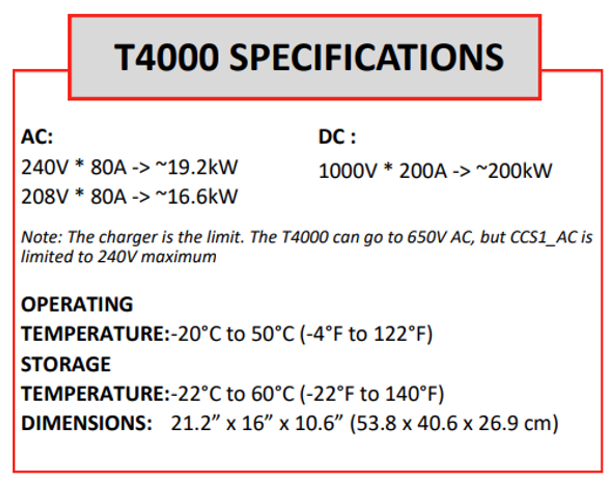 T4000 SPECIFICATIONS
AC:
240V * 80A -> ~19.2kW
208V * 80A -> ~16.6kW
DC :
1000V * 200A -> ~200kW
Note: The charger is the limit. The T4000 can go to 650V AC, but CCS1_AC is
limited to 240V maximum
OPERATING
TEMPERATURE:-20°C to 50°C (-4°F to 122°F)
STORAGE
TEMPERATURE:-22°C to 60°C (-22°F to 140°F)
DIMENSIONS: 21.2” x 16” x 10.6” (53.8 x 40.6 x 26.9 cm)